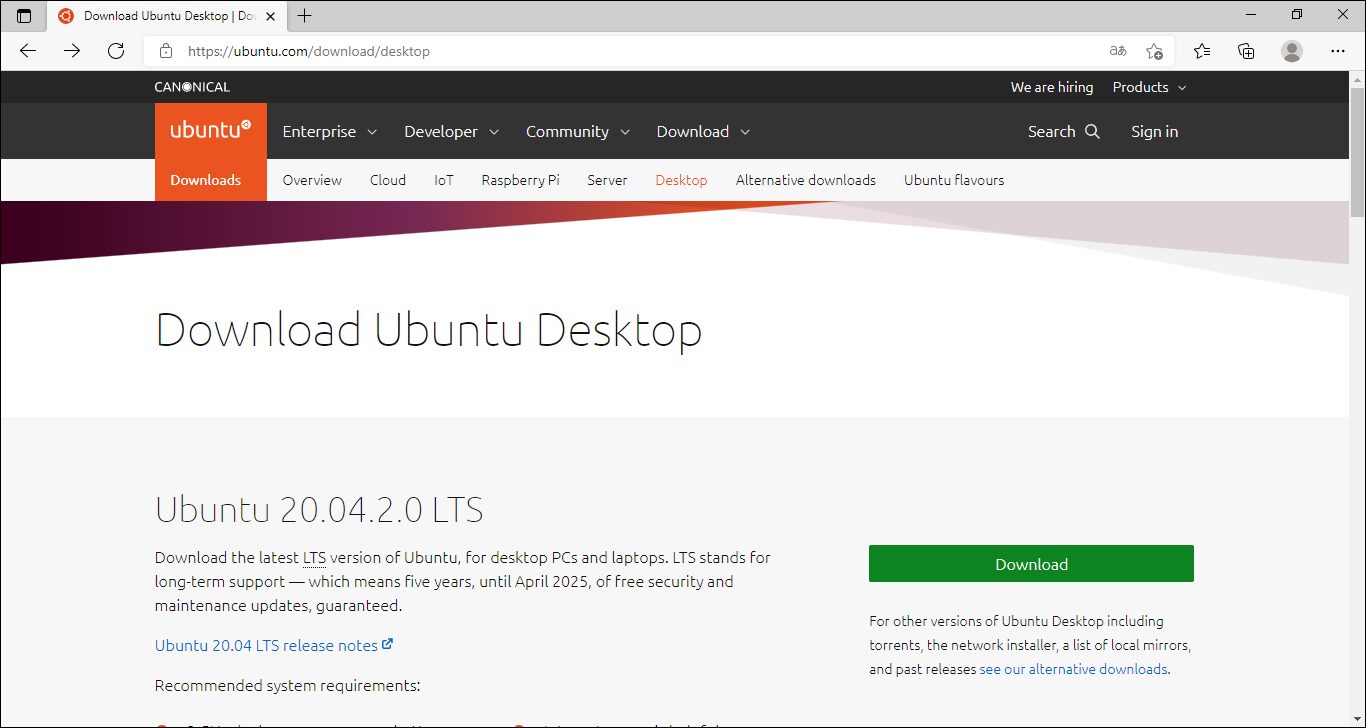 Download Ubuntu Desktop | Do
https://ubuntu.com/download/desktop
CANONICAL
We are hiring Products
ubuntu
Enterprise Developer Community Download
Search Sign in
Downloads
Overview Cloud IoT Raspberry Pi Server Desktop Alternative downloads Ubuntu flavours
Download Ubuntu Desktop
Ubuntu 20.04.2.0 LTS
Download the latest LTS version of Ubuntu, for desktop PCs and laptops. LTS stands for
long-term support — which means five years, until April 2025, of free security and
maintenance updates, guaranteed.
Ubuntu 20.04 LTS release notes
Recommended system requirements:
Download
For other versions of Ubuntu Desktop including
torrents, the network installer, a list of local mirrors,
and past releases see our alternative downloads.